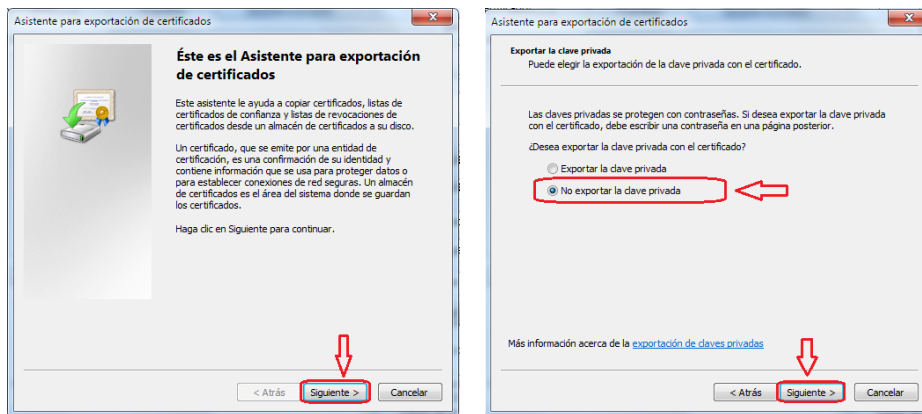 Asistente para exportación de certificados
Éste es el Asistente para exportación
de certificados
Este asistente le ayuda a copiar certificados, listas de
certificados de confianza y listas de revocaciones de
certificados desde un almacén de certificados a su disco.
Un certificado, que se emite por una entidad de
certificación, es una confirmación de su identidad y
contiene información que se usa para proteger datos o
para establecer conexiones de red seguras. Un almacén
de certificados es el área del sistema donde se guardan
los certificados.
Haga clic en Siguiente para continuar.
< Atrás
Siguiente >
Cancelar
Asistente para exportación de certificados
Exportar la clave privada
Puede elegir la exportación de la clave privada con el certificado.
Las claves privadas se protegen con contraseñas. Si desea exportar la clave privada
con el certificado, debe escribir una contraseña en una página posterior.
¿Desea exportar la clave privada con el certificado?
Exportar la clave privada
No exportar la clave privada
Más información acerca de la exportación de claves privadas
< Atrás
Siguiente >
Cancelar